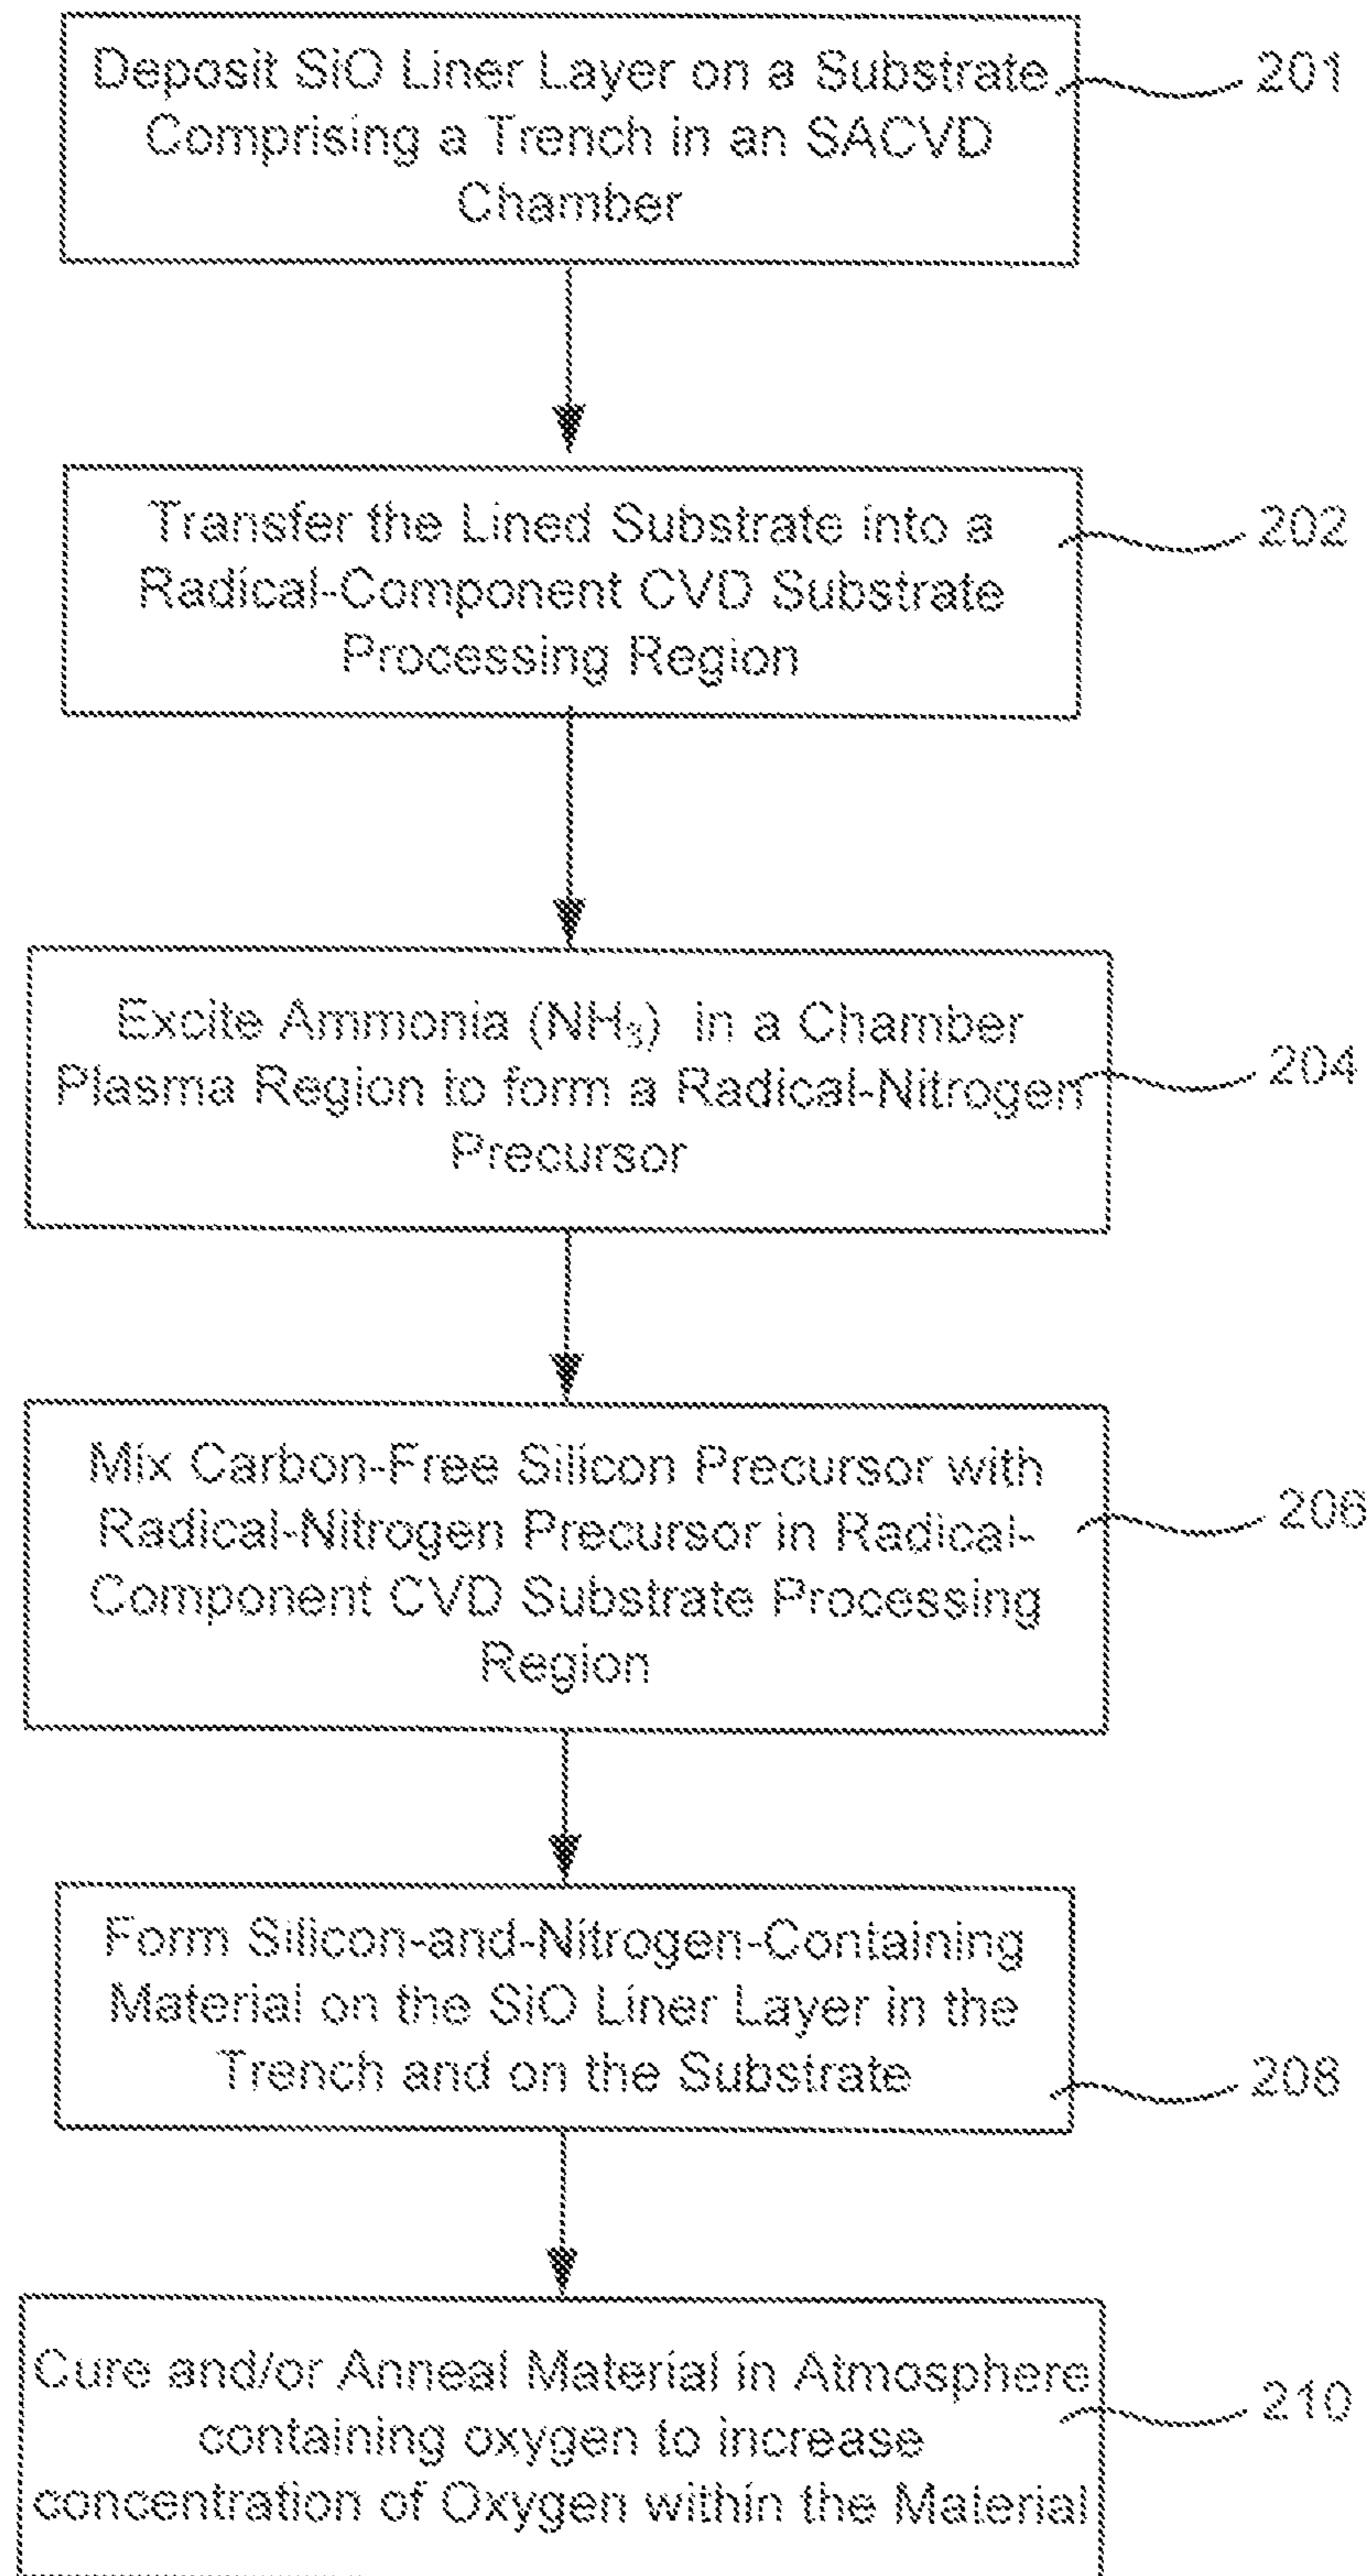 Deposit SiO Liner Layer on a Substrate
Comprising a Trench in an SACVD
Chamber
201
Transfer the Lined Substrate into a
Radical-Component CVD Substrate
Processing Region
202
Excite Ammonia (NH₃) in a Chamber
Plasma Region to form a Radical-Nitrogen
Precursor
204
Mix Carbon-Free Silicon Precursor with
Radical-Nitrogen Precursor in Radical-
Component CVD Substrate Processing
Region
206
Form Silicon-and-Nitrogen-Containing
Material on the SiO Liner Layer in the
Trench and on the Substrate
208
Cure and/or Anneal Material in Atmosphere
containing oxygen to increase
concentration of Oxygen within the Material
210